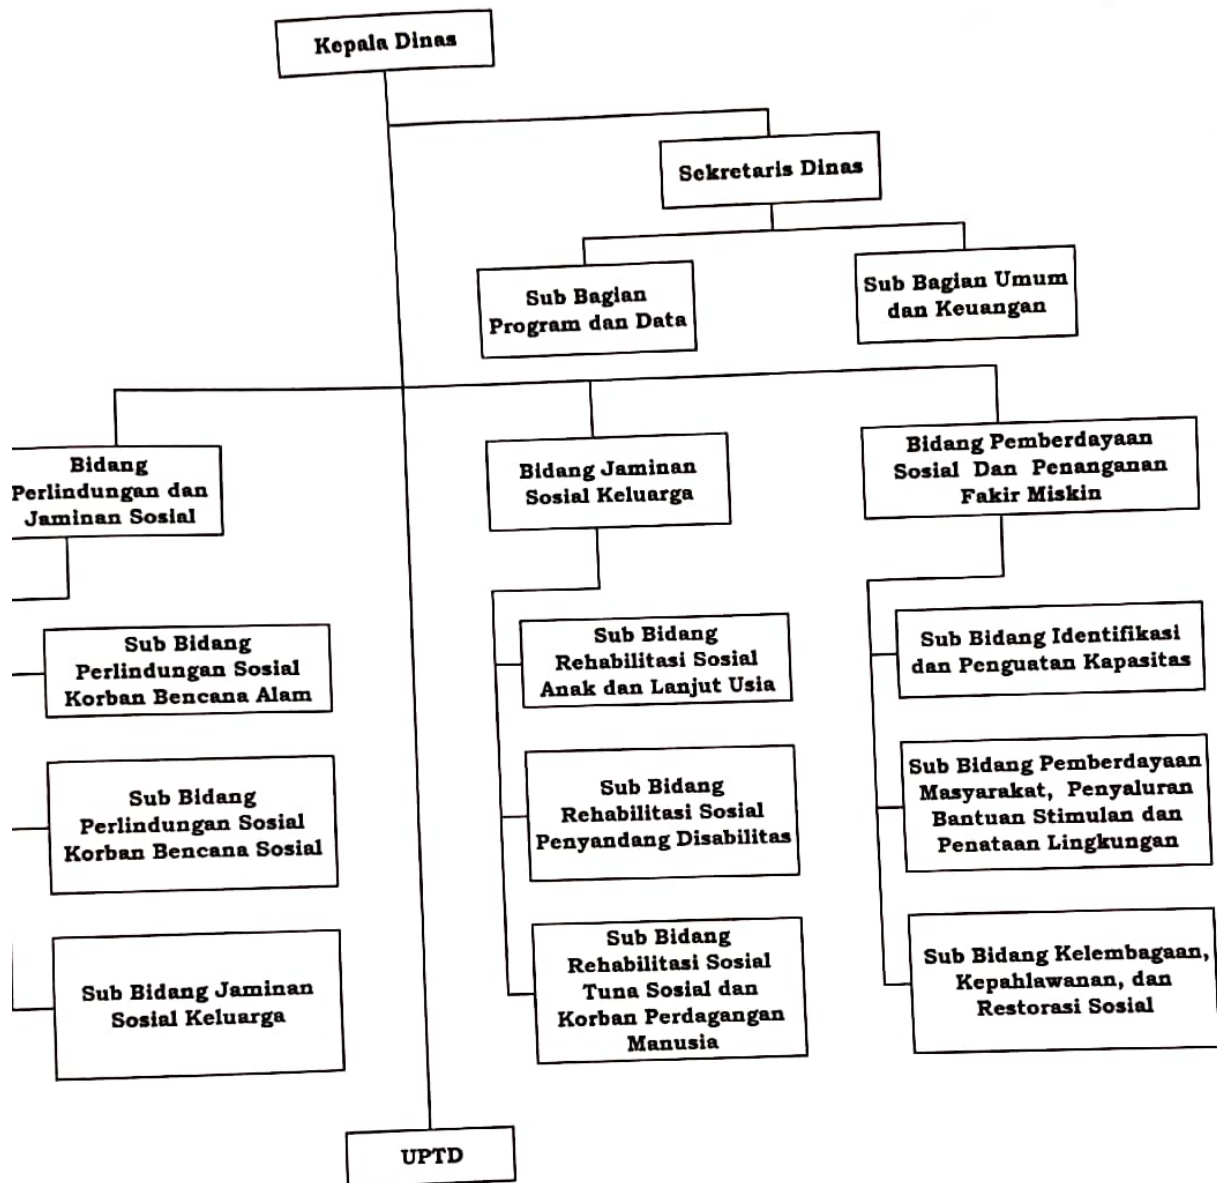 Kepala Dinas
Sekretaris Dinas
Sub Bagian
Program dan Data
Sub Bagian Umum
dan Keuangan
Bidang
Perlindungan dan
Jaminan Sosial
Bidang Jaminan
Sosial Keluarga
Bidang Pemberdayaan
Sosial Dan Penanganan
Fakir Miskin
Sub Bidang
Perlindungan Sosial
Korban Bencana Alam
Sub Bidang
Perlindungan Sosial
Korban Bencana Sosial
Sub Bidang Jaminan
Sosial Keluarga
Sub Bidang
Rehabilitasi Sosial
Anak dan Lanjut Usia
Sub Bidang
Rehabilitasi Sosial
Penyandang Disabilitas
Sub Bidang
Rehabilitasi Sosial
Tuna Sosial dan
Korban Perdagangan
Manusia
Sub Bidang Identifikasi
dan Penguatan Kapasitas
Sub Bidang Pemberdayaan
Masyarakat, Penyaluran
Bantuan Stimulan dan
Penataan Lingkungan
Sub Bidang Kelembagaan,
Kepahlawanan, dan
Restorasi Sosial
UPTD